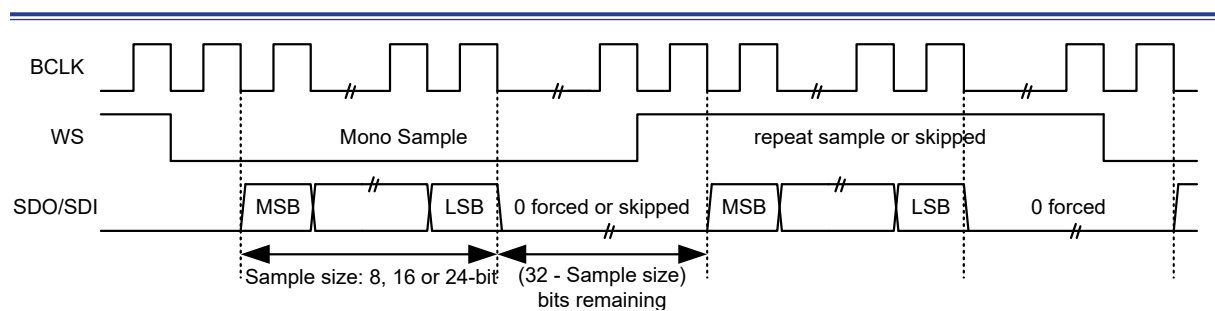 BCLK
WS
Mono Sample
repeat sample or skipped
SDO/SDI
MSB
LSB
0 forced or skipped
MSB
LSB
0 forced
Sample size: 8, 16 or 24-bit
(32 - Sample size)
bits remaining